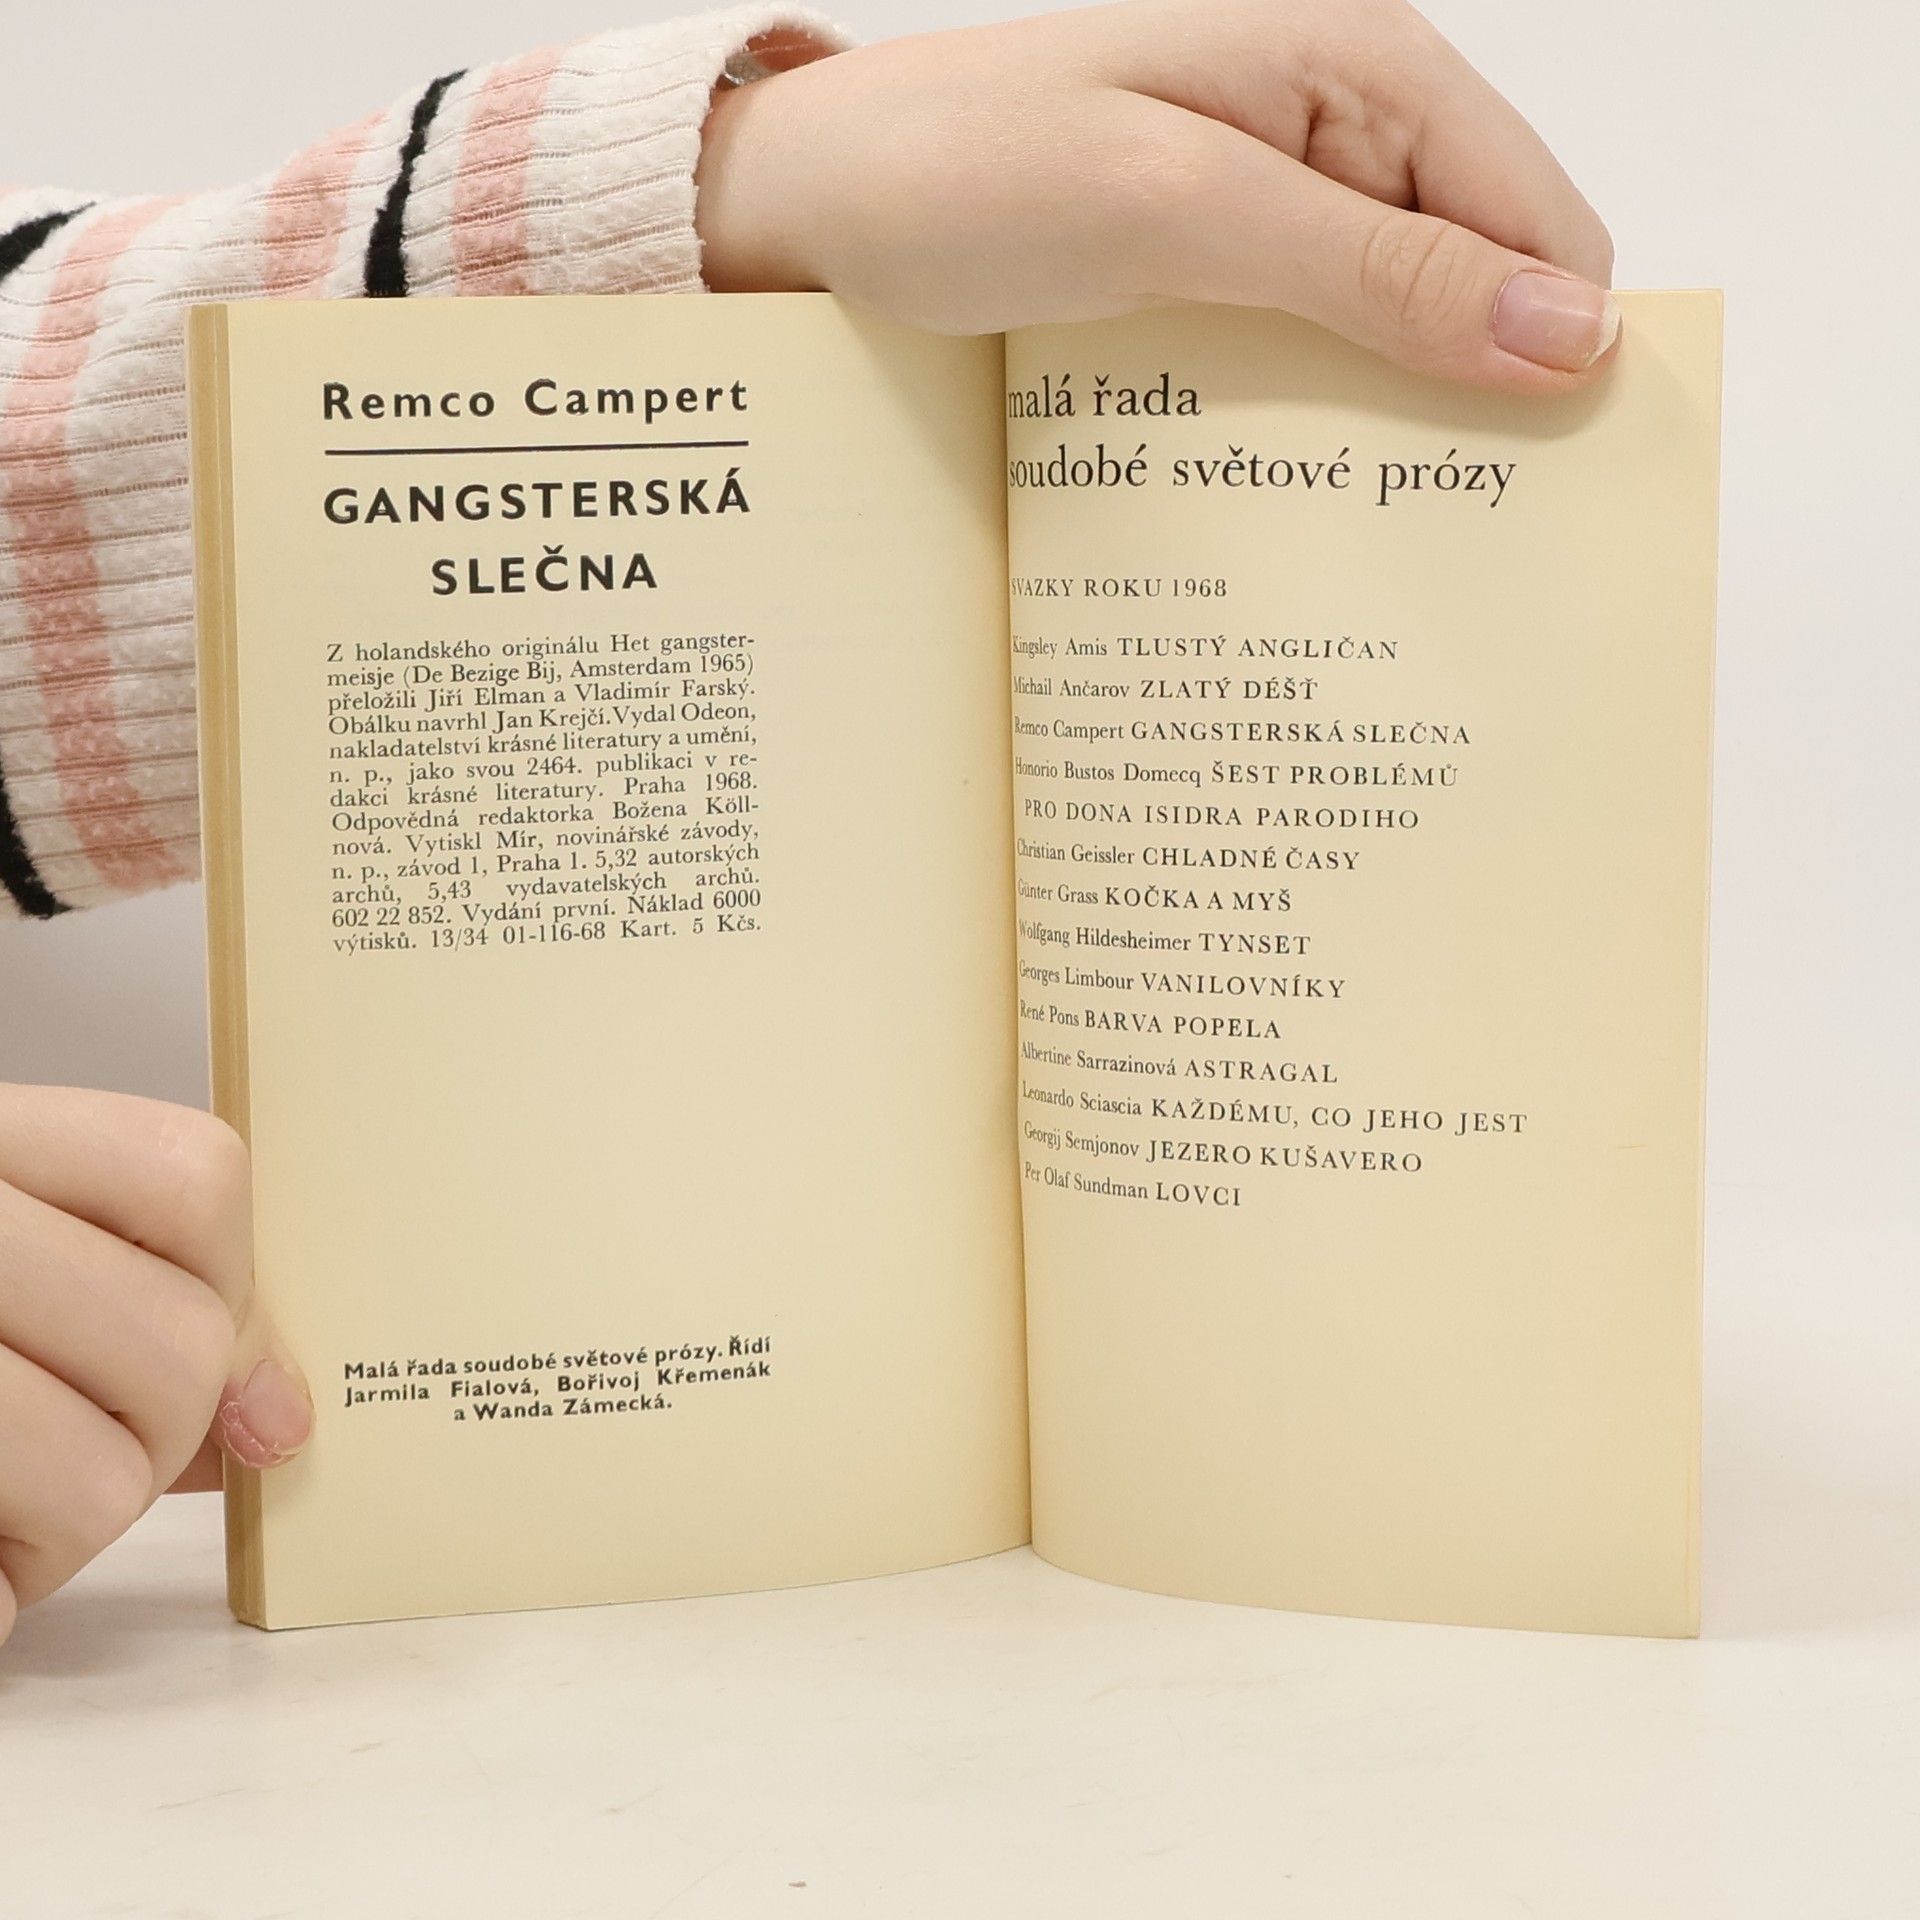 Remco Campert
GANGSTERSKÁ
SLEČNA
Z holandského originálu Het gangster-
meisje (De Bezige Bij, Amsterdam 1965)
přeložili Jiří Elman a Vladimír Farský.
Obálku navrhl Jan Krejčí. Vydal Odeon,
nakladatelství krásné literatury a umění,
n. p., jako svou 2464. publikaci v re-
dakci krásné literatury. Praha 1968.
Odpovědná redaktorka Božena Köll-
nová. Vytiskl Mír, novinářské závody,
n. p., závod 1, Praha 1. 5,32 autorských
archů, 5,43 vydavatelských archů.
602 22 852. Vydání první. Náklad 6000
výtisků. 13/34 01-116-68 Kart. 5 Kčs.
Malá řada soudobé světové prózy. Řídí
Jarmila Fialová, Bořivoj Křemenák
a Wanda Zámecká.
malá řada
soudobé světové prózy
SVAZKY ROKU 1968
Kingsley Amis TLUSTÝ ANGLIČAN
Michail Ančarov ZLATÝ DÉŠŤ
Remco Campert GANGSTERSKÁ SLEČNA
Honorio Bustos Domecq ŠEST PROBLÉMŮ
PRO DONA ISIDRA PARODIHO
Christian Geissler CHLADNÉ ČASY
Günter Grass KOČKA A MYŠ
Wolfgang Hildesheimer TYNSET
Georges Limbour VANILOVNÍKY
René Pons BARVA POPELA
Albertine Sarrazinová ASTRAGAL
Leonardo Sciascia KAŽDÉMU, CO JEHO JEST
Georgij Semjonov JEZERO KUŠAVERO
Per Olaf Sundman LOVCI